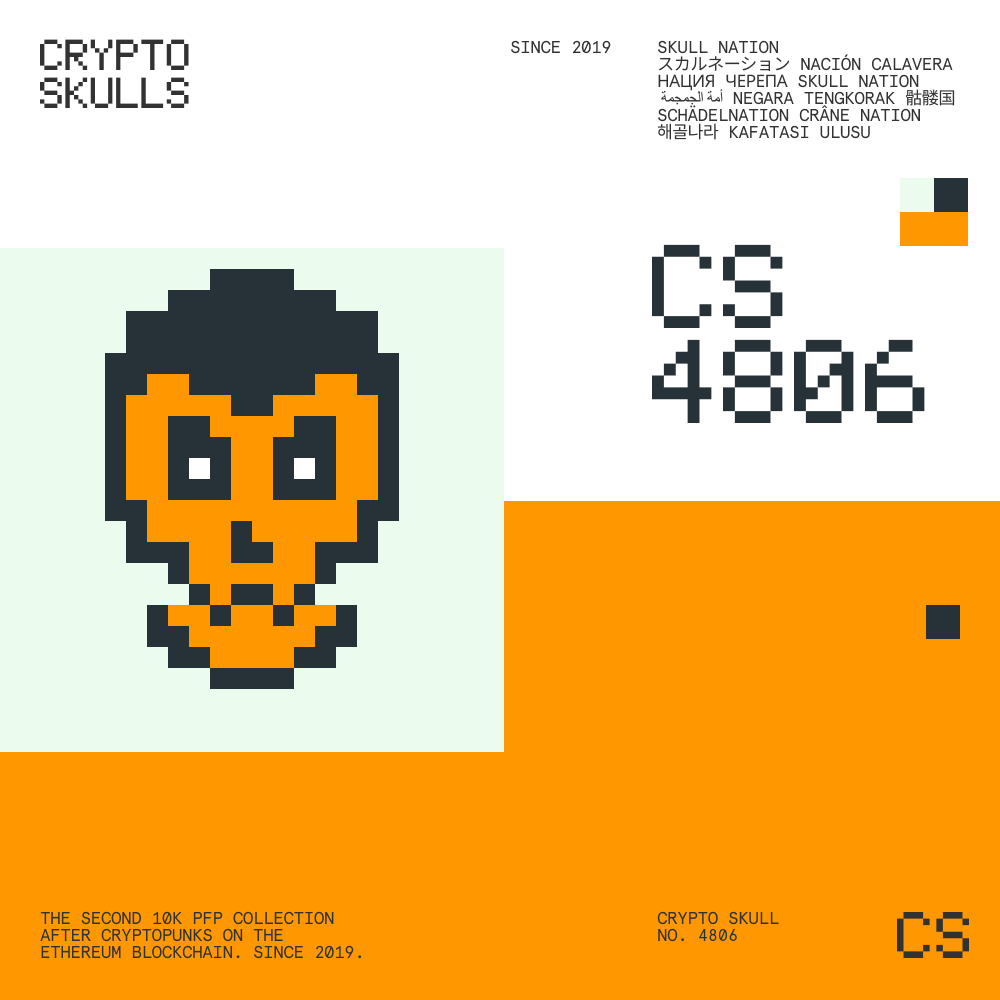 CRYPTO
SKULLS
SINCE 2019
SKULL NATION
スカルネーション NACIÓN CALAVERA
НАЦИЯ ЧЕРЕПА SKULL NATION
أمة الجمجمة NEGARA TENGKORAK 骷髅国
SCHÄDELNATION CRÂNE NATION
해골나라 KAFATASI ULUSU
CS
4806
THE SECOND 10K PFP COLLECTION
AFTER CRYPTOPUNKS ON THE
ETHEREUM BLOCKCHAIN. SINCE 2019.
CRYPTO SKULL
NO. 4806
CS